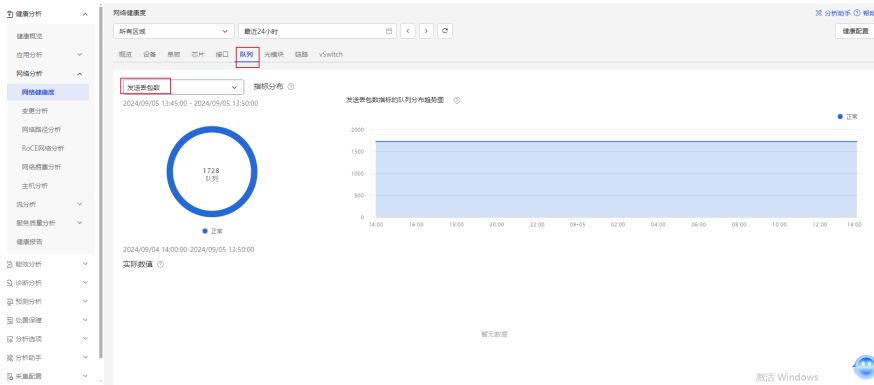 健康分析
健康概览
应用分析
网络分析
网络健康度
变更分析
网络路径分析
RoCE网络分析
网络拥塞分析
主机分析
流分析
服务质量分析
健康报告
能效分析
诊断分析
预测分析
处置保障
分析选项
分析助手
采集配置
网络健康度
分析助手 帮助
所有区域 最近24小时 健康配置
概览 设备 单板 芯片 接口 队列 光模块 链路 vSwitch
发送丢包数 指标分布
2024/09/05 13:45:00 - 2024/09/05 13:50:00
1728
队列
正常
发送丢包数指标的队列分布趋势图
正常
2000
1500
1000
500
0
14:00 16:00 18:00 20:00 22:00 09-05 02:00 04:00 06:00 08:00 10:00 12:00 14:00
2024/09/04 14:00:00-2024/09/05 13:50:00
实际数值
暂无数据
激活 Windows